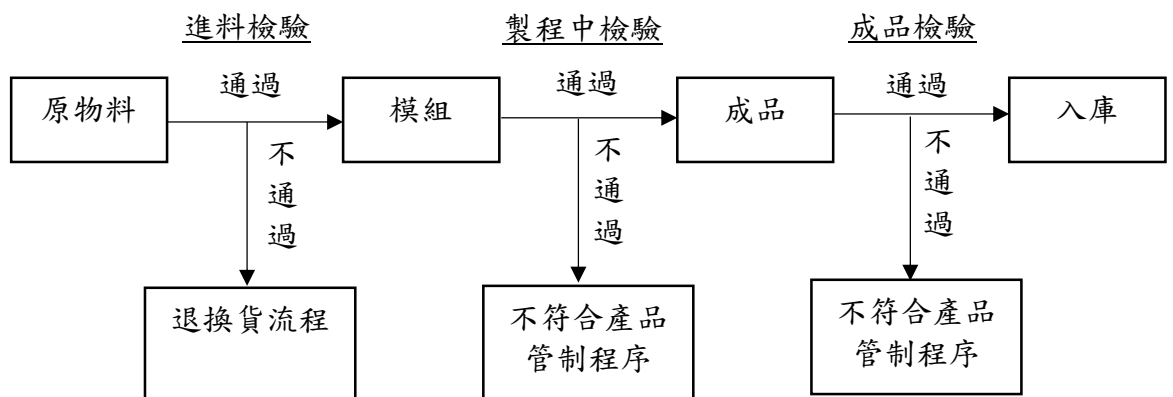 進料檢驗
製程中檢驗
成品檢驗
原物料
通過
模組
通過
成品
通過
入庫
不通過
不通過
不通過
退換貨流程
不符合產品
管制程序
不符合產品
管制程序